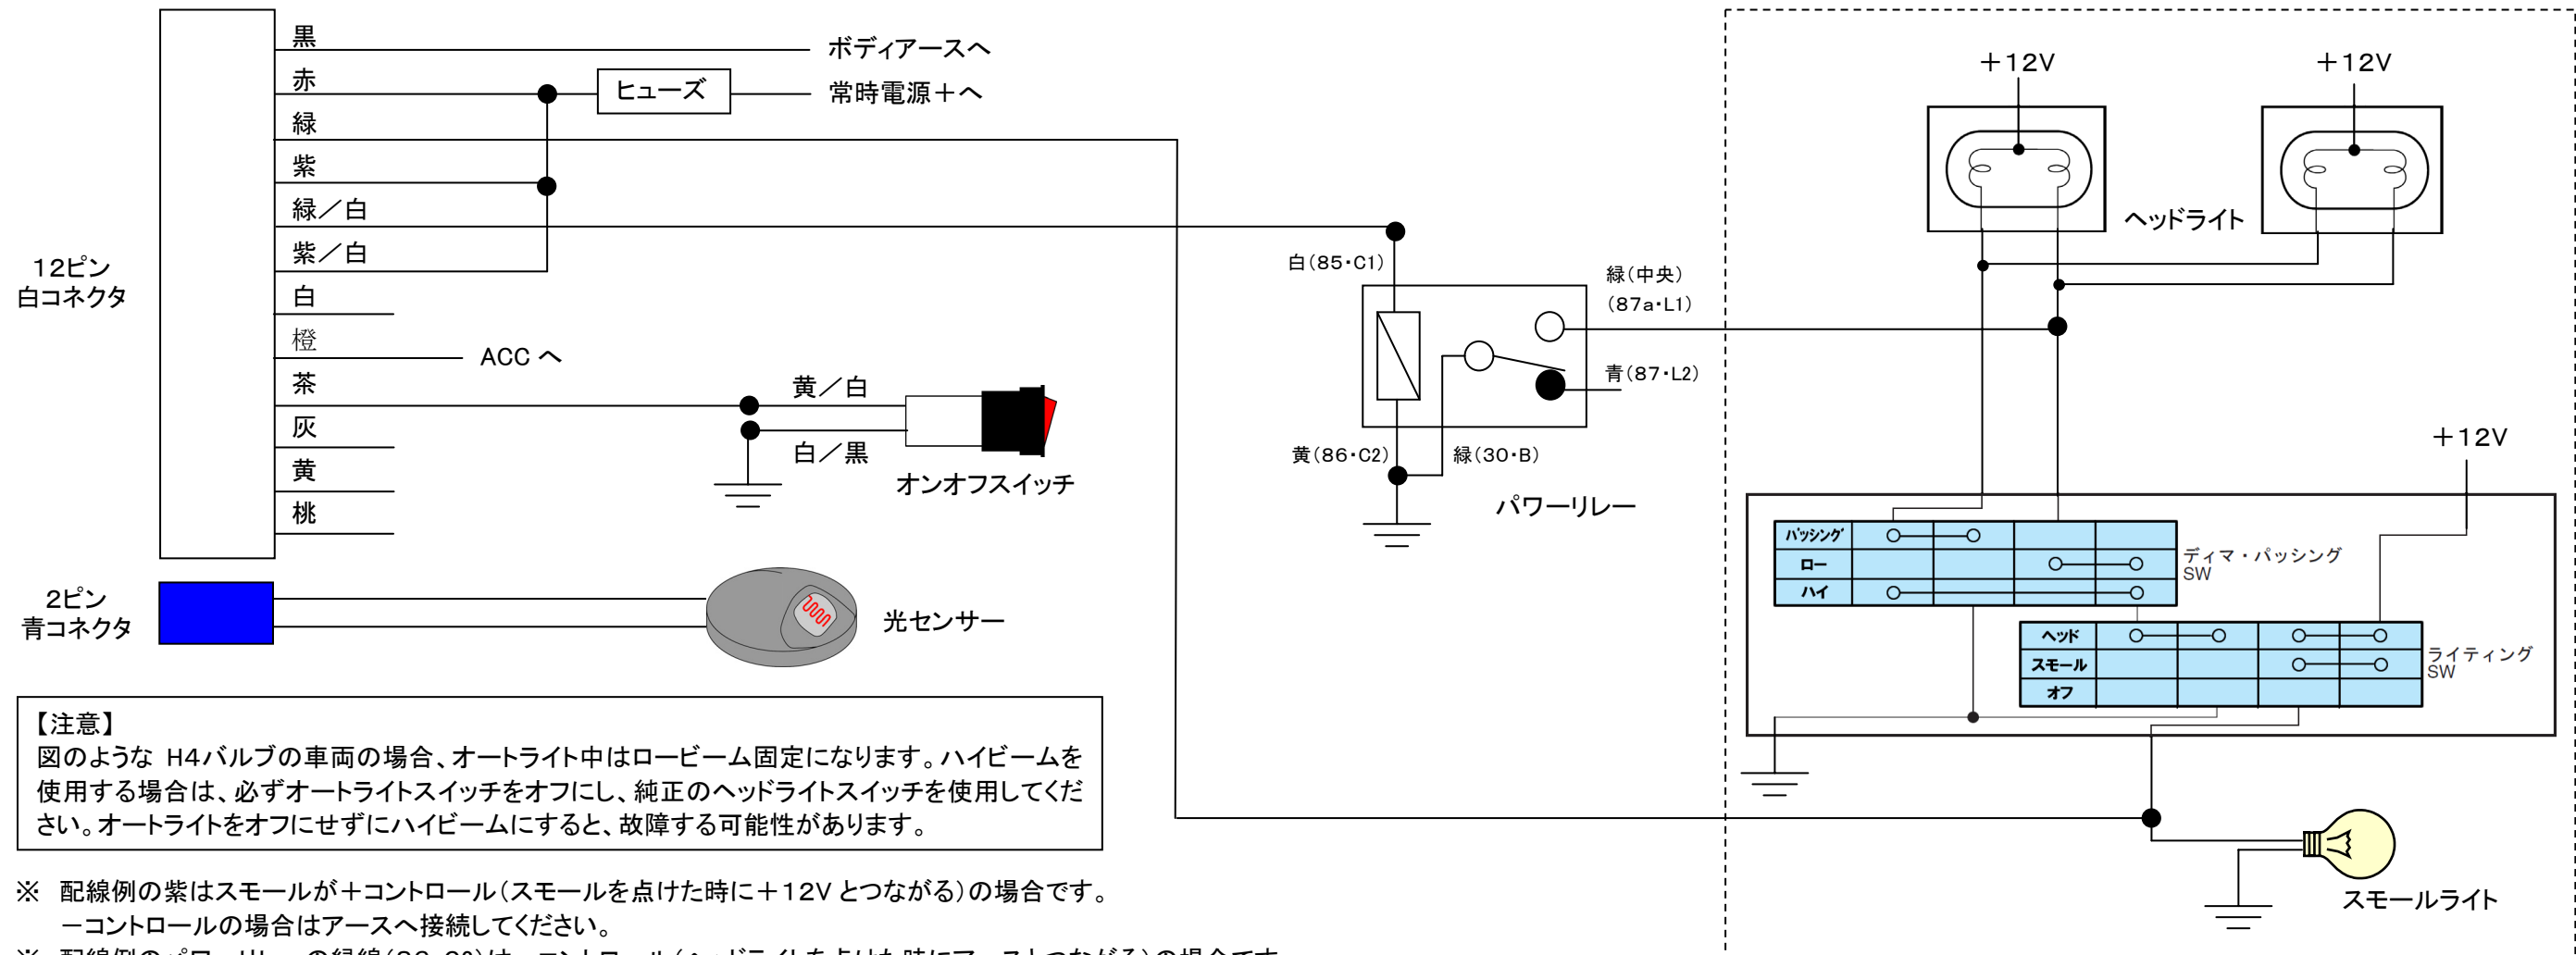 黒
ボディアースへ
赤
ヒューズ
常時電源＋へ
緑
紫
緑／白
紫／白
12ピン
白コネクタ
白
橙
ACC へ
茶
黄／白
灰
白／黒
オンオフスイッチ
黄
桃
2ピン
青コネクタ
光センサー
白(85・C1)
緑(中央)
(87a・L1)
青(87・L2)
黄(86・C2)
緑(30・B)
パワーリレー
＋12V
＋12V
ヘッドライト
＋12V
パッシング
ロー
ハイ
ディマ・パッシング
SW
ヘッド
スモール
オフ
ライティング
SW
スモールライト
【注意】
図のような H4バルブの車両の場合、オートライト中はロービーム固定になります。ハイビームを
使用する場合は、必ずオートライトスイッチをオフにし、純正のヘッドライトスイッチを使用してくだ
さい。オートライトをオフにせずにハイビームにすると、故障する可能性があります。
※ 配線例の紫はスモールが＋コントロール（スモールを点けた時に＋12V とつながる）の場合です。
－コントロールの場合はアースへ接続してください。